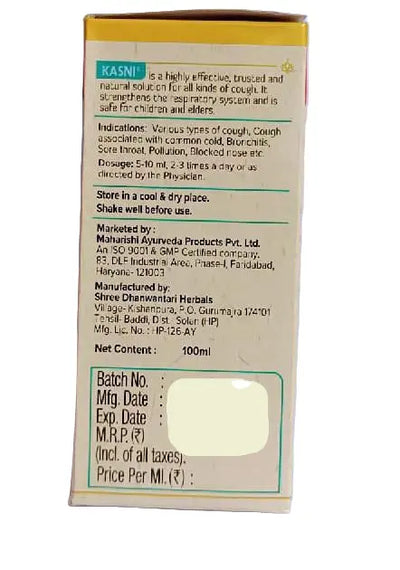 KASNI® is a highly effective, trusted and
natural solution for all kinds of cough. It
strengthens the respiratory system and is
safe for children and elders.
Indications: Various types of cough, Cough
associated with common cold, Bronchitis,
Sore throat, Pollution, Blocked nose etc.
Dosage: 5-10 ml, 2-3 times a day or as
directed by the Physician.
Store in a cool & dry place.
Shake well before use.
Marketed by :
Maharishi Ayurveda Products Pvt. Ltd.
An ISO 9001 & GMP Certified company.
83, DLF Industrial Area, Phase-I, Faridabad,
Haryana-121003
Manufactured by:
Shree Dhanwantari Herbals
Village- Kishanpura, P.O. Gurumajra 174101
Tehsil- Baddi, Dist. Solan (HP)
Mfg. Lic. No. : HP-126-AY
Net Content : 100ml
Batch No. :
Mfg. Date :
Exp. Date :
M.R.P. (₹)
(Incl. of all taxes).
Price Per Ml. (₹) :